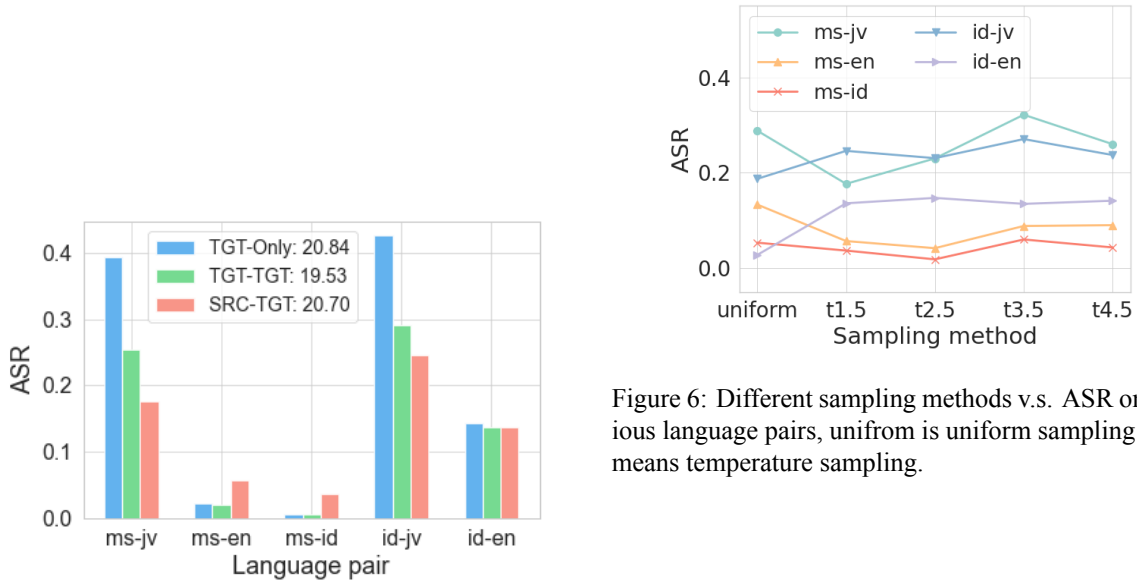 0.4
0.3
0.2
0.1
0.0
ASR
TGT-Only: 20.84
TGT-TGT: 19.53
SRC-TGT: 20.70
ms-jv ms-en ms-id id-jv id-en
Language pair
ms-jv id-jv
ms-en id-en
ms-id
0.4
0.2
0.0
ASR
uniform t1.5 t2.5 t3.5 t4.5
Sampling method
Figure 6: Different sampling methods v.s. ASR on
ious language pairs, unifrom is uniform sampling
means temperature sampling.